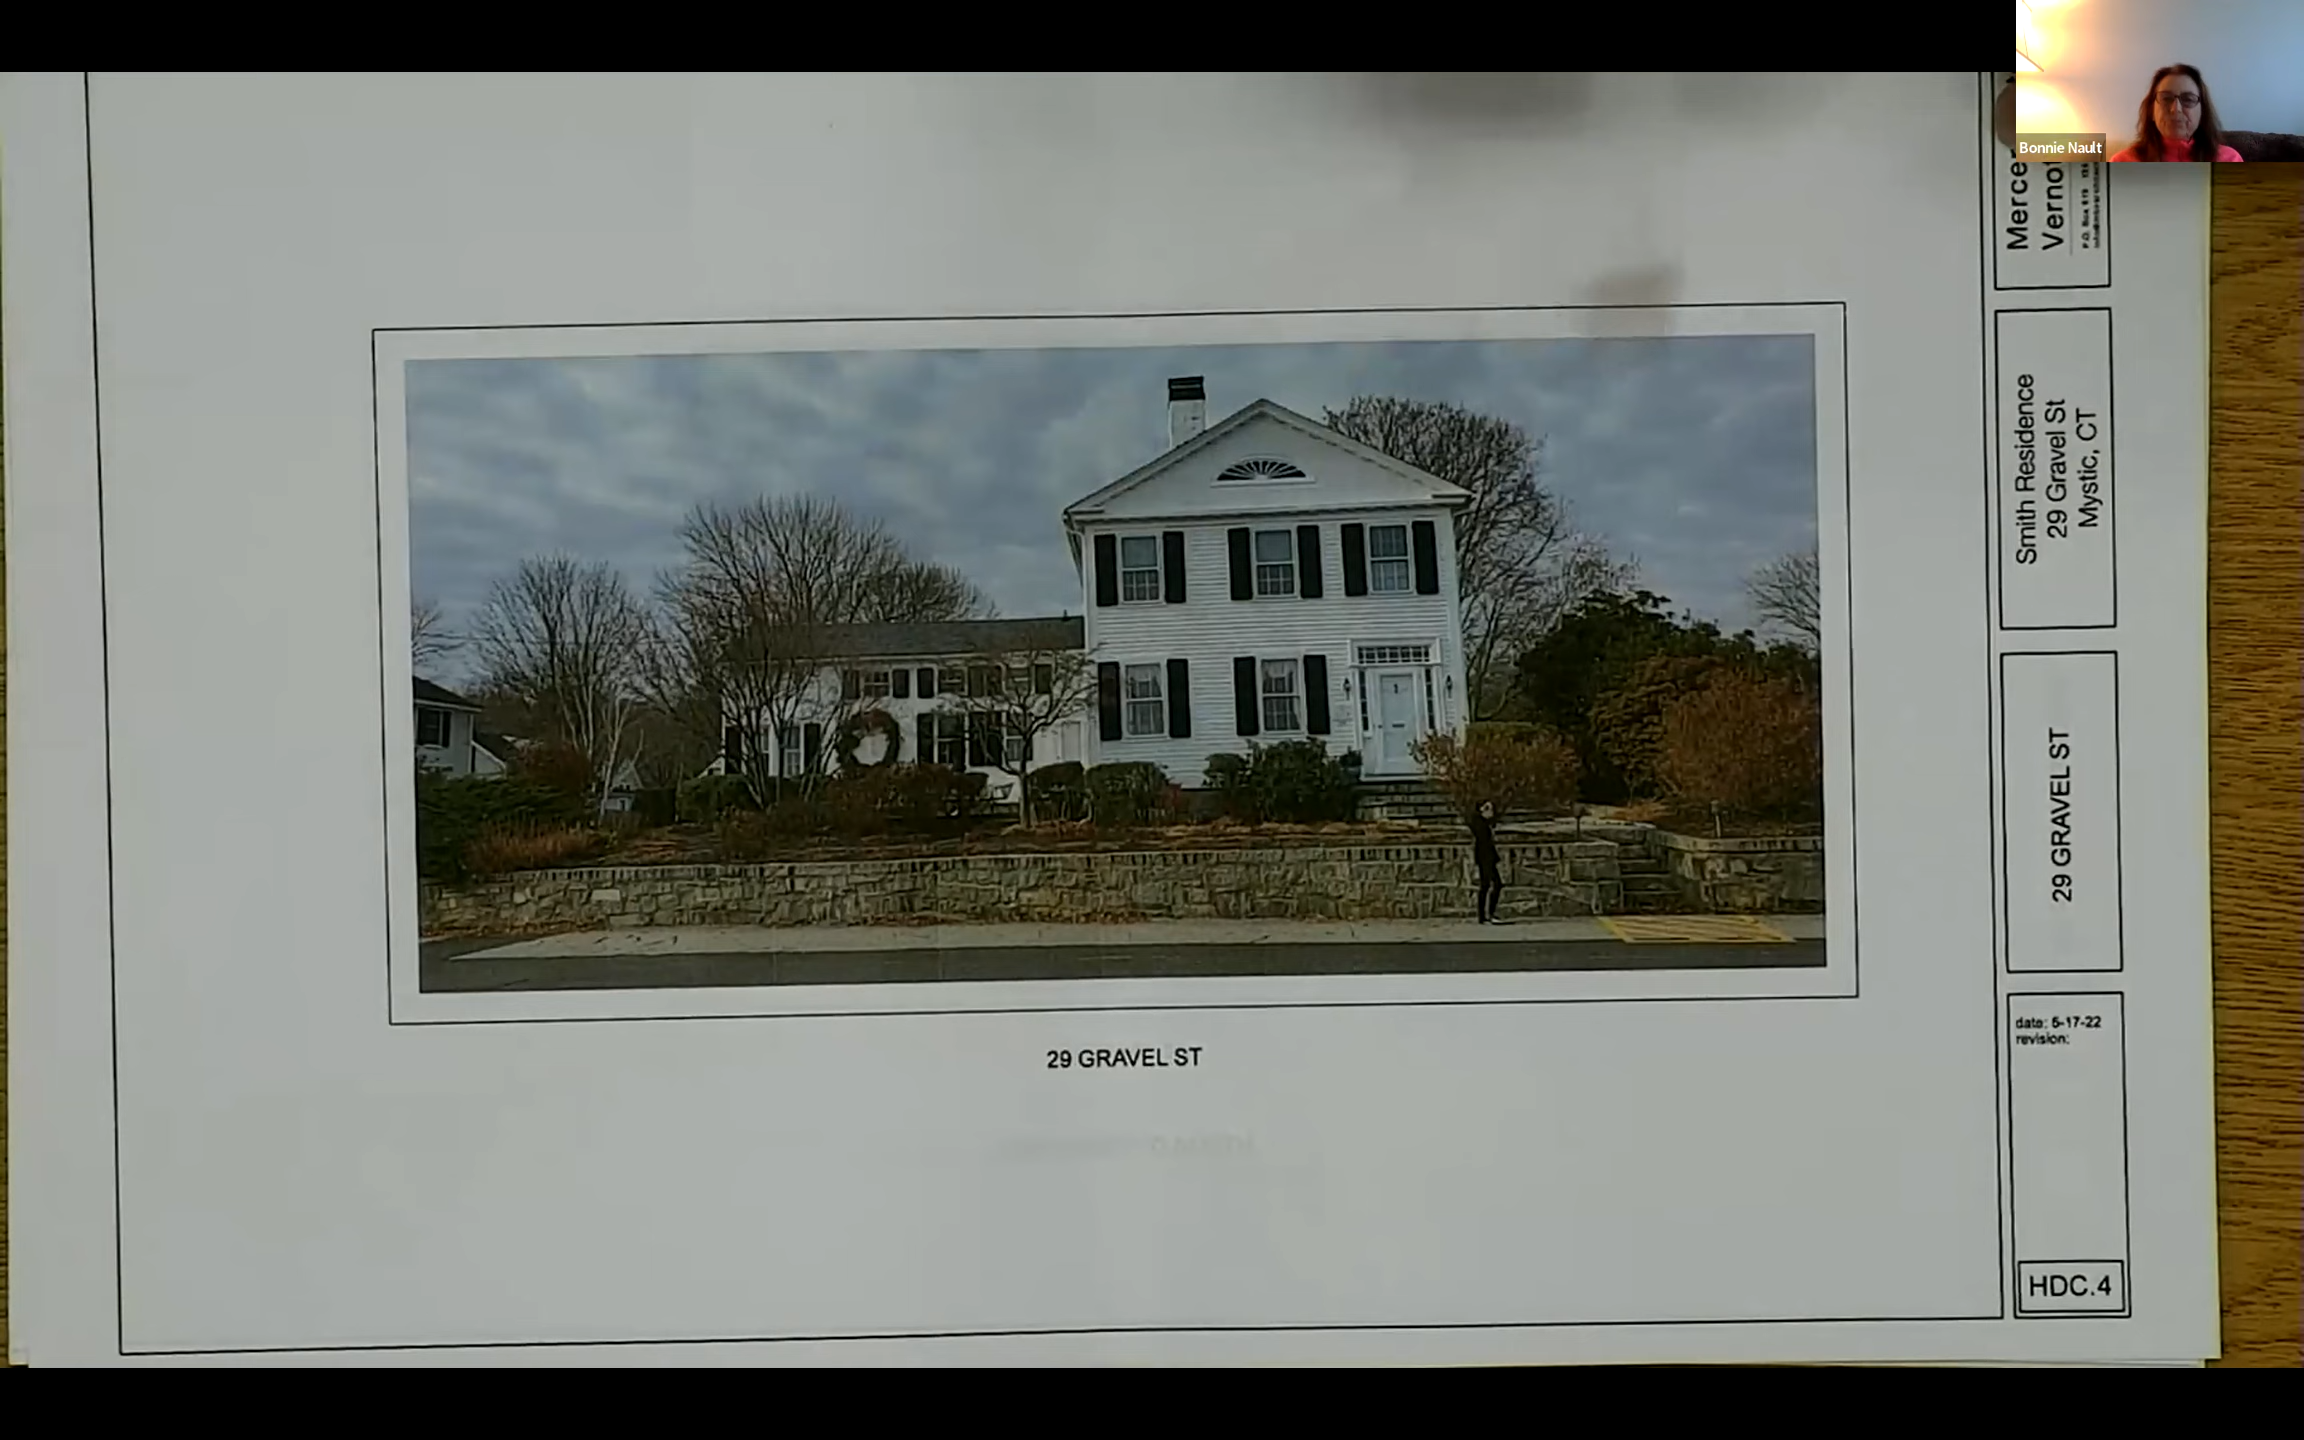 Bonnie Nault
Smith Residence
29 Gravel St
Mystic, CT
29 GRAVEL ST
29 GRAVEL ST
date: 5-17-22
revision:
HDC.4